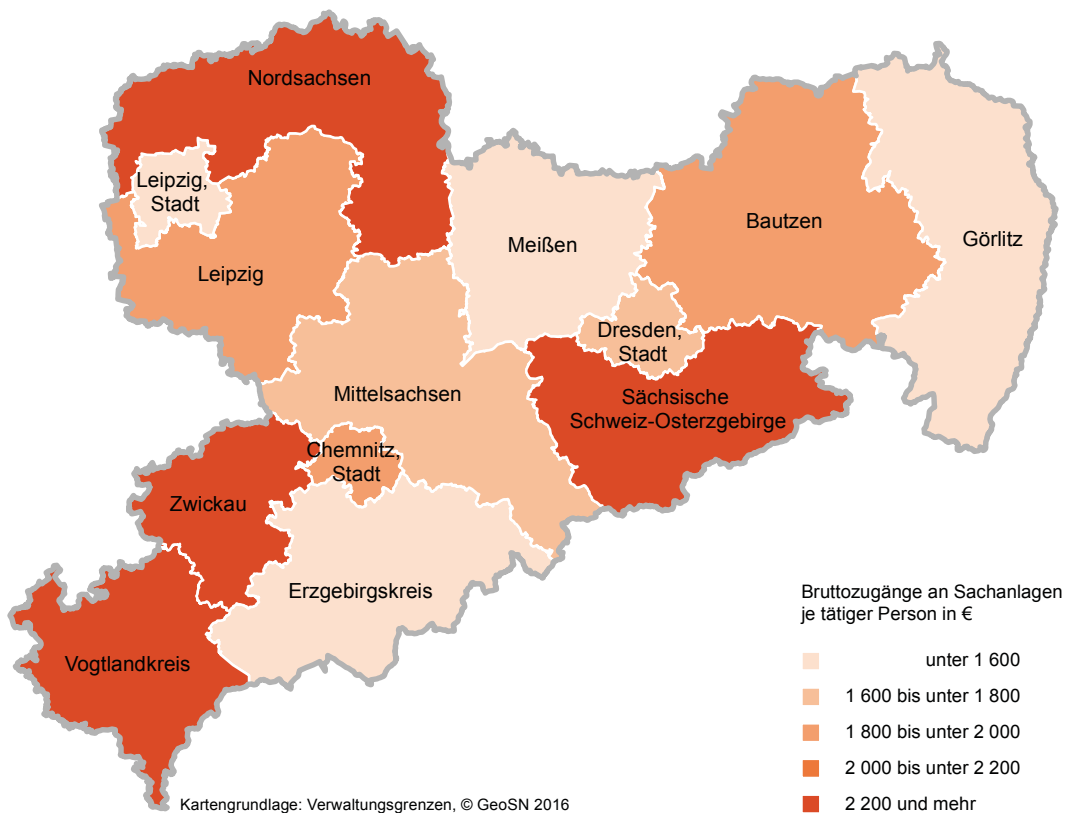 Nordsachsen
Leipzig,
Stadt
Leipzig
Meißen
Bautzen
Görlitz
Dresden,
Stadt
Mittelsachsen
Sächsische
Schweiz-Osterzgebirge
Chemnitz,
Stadt
Zwickau
Erzgebirgskreis
Vogtlandkreis
Bruttozugänge an Sachanlagen
je tätiger Person in €
unter 1 600
1 600 bis unter 1 800
1 800 bis unter 2 000
2 000 bis unter 2 200
2 200 und mehr
Kartengrundlage: Verwaltungsgrenzen, © GeoSN 2016